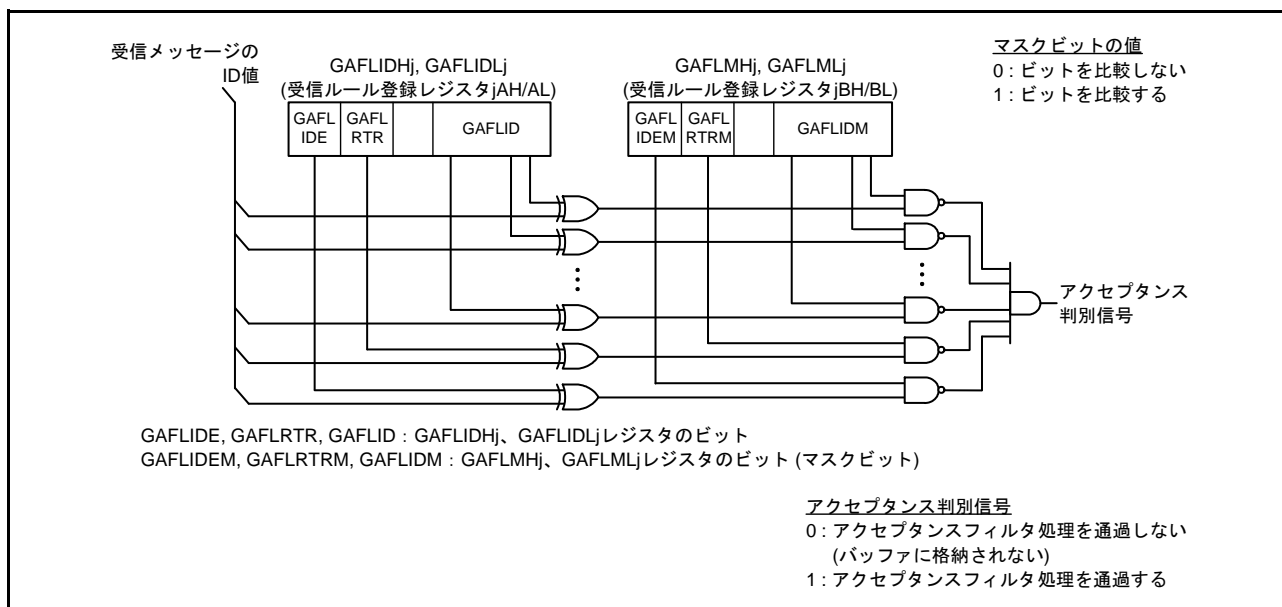 受信メッセージの
ID値
GAFLIDHj, GAFLIDLj
(受信ルール登録レジスタjAH/AL)
GAFL
IDE
GAFL
RTR
GAFLID
GAFLMHj, GAFLMLj
(受信ルール登録レジスタjBH/BL)
GAFL
IDEM
GAFL
RTRM
GAFLIDM
マスクビットの値
0 : ビットを比較しない
1 : ビットを比較する
アクセプタンス
判別信号
GAFLIDE, GAFLRTR, GAFLID : GAFLIDHj、GAFLIDLjレジスタのビット
GAFLIDEM, GAFLRTRM, GAFLIDM : GAFLMHj、GAFLMLjレジスタのビット (マスクビット)
アクセプタンス判別信号
0 : アクセプタンスフィルタ処理を通過しない
(バッファに格納されない)
1 : アクセプタンスフィルタ処理を通過する